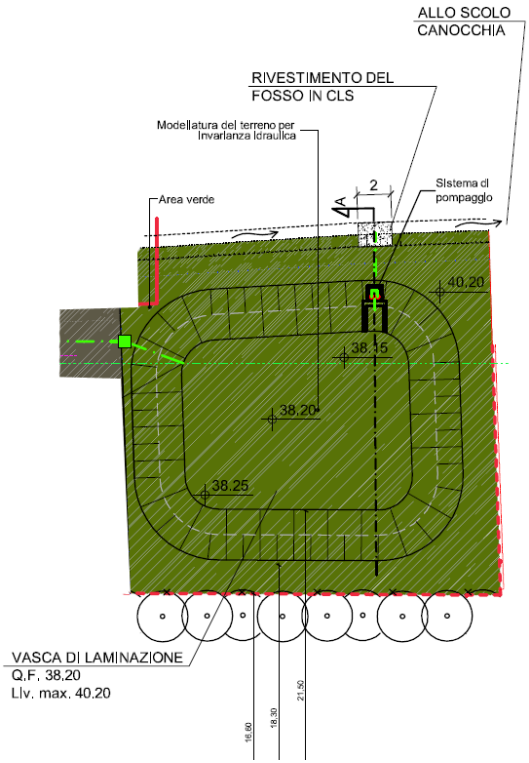 ALLO SCOLO
CANOCCHIA
RIVESTIMENTO DEL
FOSSO IN CLS
Modellatura del terreno per
Invarianza Idraulica
Sistema di
pompaggio
A
2
Area verde
40,20
38,15
38,20
38,25
VASCA DI LAMINAZIONE
Q.F. 38,20
Liv. max. 40,20
16,60
18,30
21,50